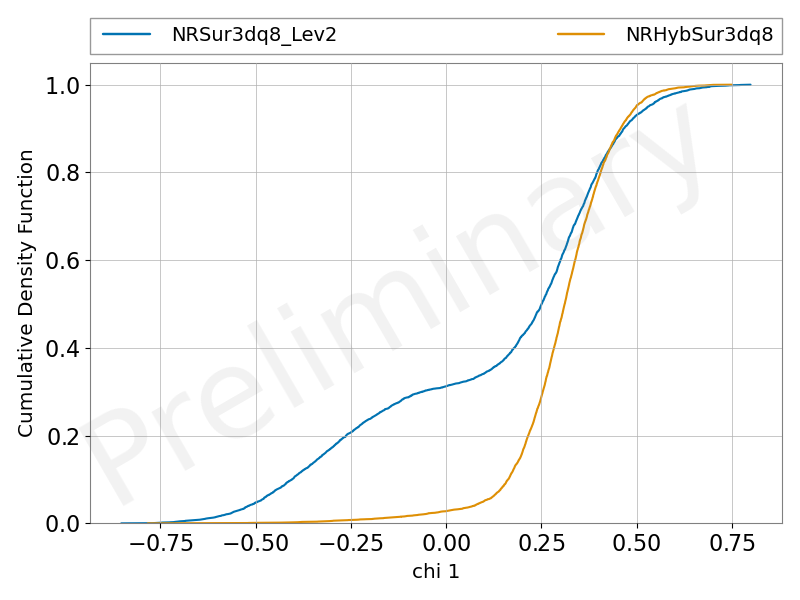 NRSur3dq8_Lev2 NRHybSur3dq8
Preliminary
Cumulative Density Function
1.0
0.8
0.6
0.4
0.2
0.0
−0.75 −0.50 −0.25 0.00 0.25 0.50 0.75
chi 1